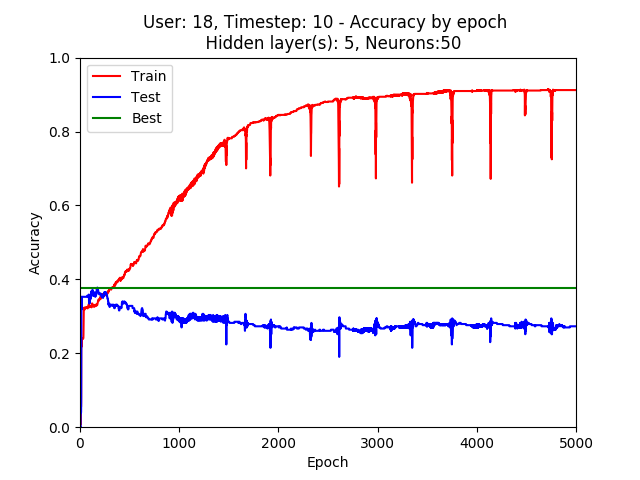 User: 18, Timestep: 10 - Accuracy by epoch
Hidden layer(s): 5, Neurons:50
1.0
0.8
0.6
0.4
0.2
0.0
Accuracy
Train
Test
Best
0
1000
2000
3000
4000
5000
Epoch